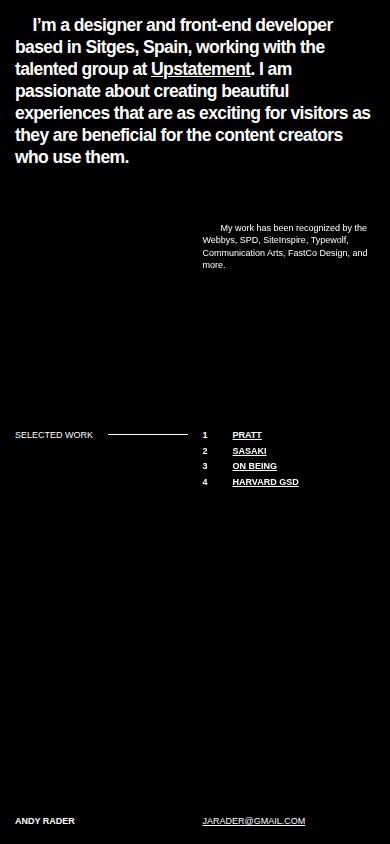 I’m a designer and front-end developer
based in Sitges, Spain, working with the
talented group at Upstatement. I am
passionate about creating beautiful
experiences that are as exciting for visitors as
they are beneficial for the content creators
who use them.
My work has been recognized by the
Webbys, SPD, SiteInspire, Typewolf,
Communication Arts, FastCo Design, and
more.
SELECTED WORK
1 PRATT
2 SASAKI
3 ON BEING
4 HARVARD GSD
ANDY RADER
JARADER@GMAIL.COM